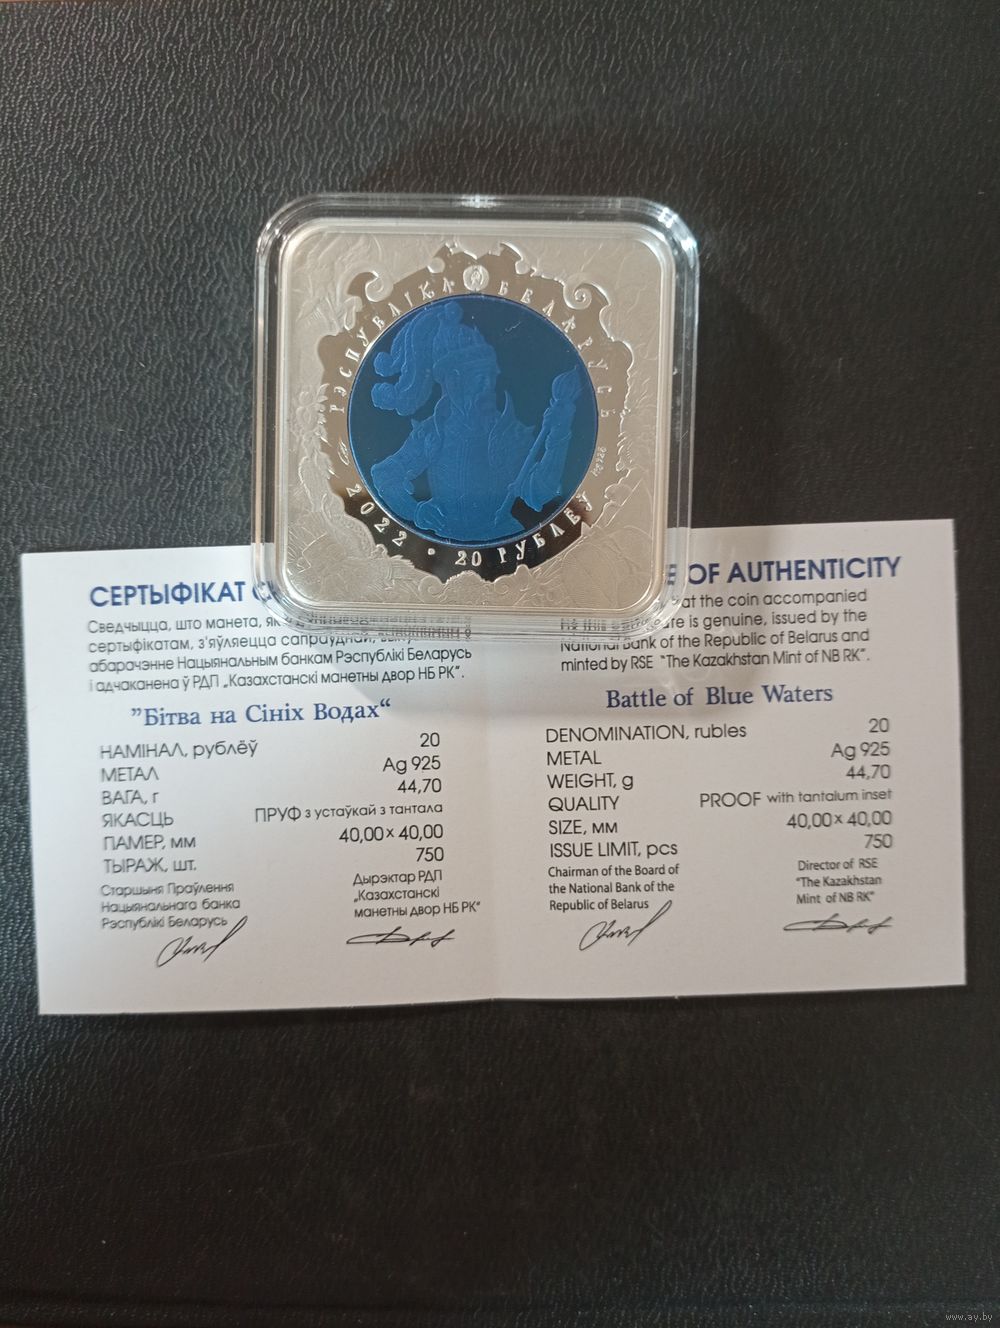 РЭСПУБЛІКА БЕЛАРУСЬ
2022 • 20 РУБЛЁЎ
СЕРТЫФІКАТ
Сведчыцца, што манета,
сертыфікатам, з'яўляецца сапраўднай,
абарачэнне Нацыянальным банкам Рэспублікі Беларусь
і адчаканена ў РДП „Казахстанскі манетны двор НБ РК“.
”Бітва на Сініх Водах“
НАМІНАЛ, рублёў 20
МЕТАЛ Ag 925
ВАГА, г 44,70
ЯКАСЦЬ ПРУФ з устаўкай з тантала
ПАМЕР, мм 40,00 x 40,00
ТЫРАЖ, шт. 750
Старшыня Праўлення
Нацыянальнага банка
Рэспублікі Беларусь
Дырэктар РДП
„Казахстанскі
манетны двор НБ РК“
OF AUTHENTICITY
at the coin accompanied
is genuine, issued by the
National Bank of the Republic of Belarus and
minted by RSE "The Kazakhstan Mint of NB RK".
Battle of Blue Waters
DENOMINATION, rubles 20
METAL Ag 925
WEIGHT, g 44,70
QUALITY PROOF with tantalum inset
SIZE, мм 40,00 x 40,00
ISSUE LIMIT, pcs 750
Chairman of the Board of
the National Bank of the
Republic of Belarus
Director of RSE
"The Kazakhstan
Mint of NB RK"
www.ay.by